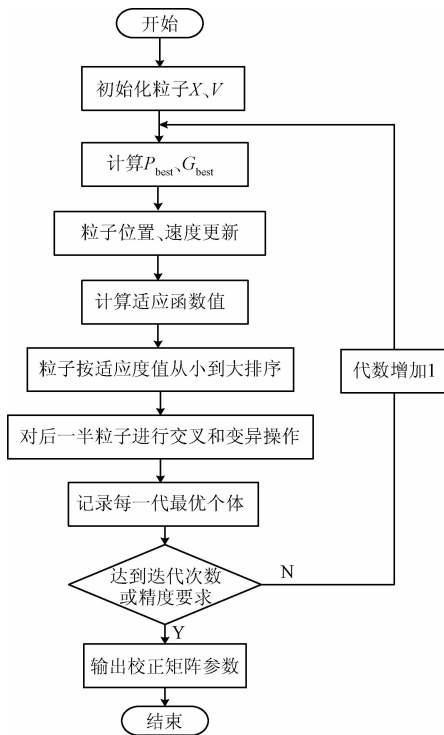 开始
初始化粒子X、V
计算Pbest、Gbest
粒子位置、速度更新
计算适应函数值
粒子按适应度值从小到大排序
代数增加1
对后一半粒子进行交叉和变异操作
记录每一代最优个体
达到迭代次数
或精度要求
N
Y
输出校正矩阵参数
结束